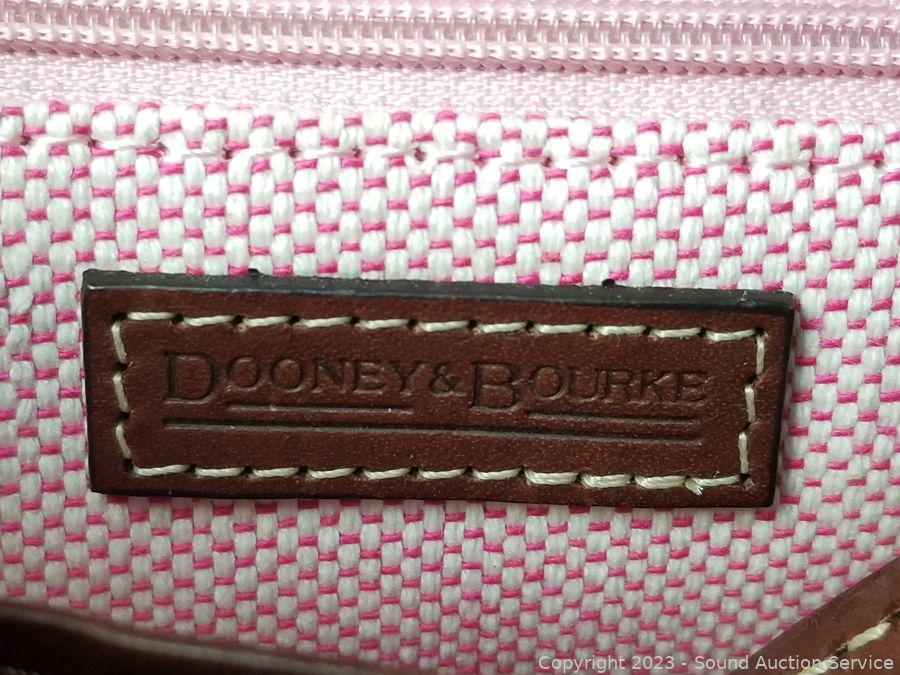 DOONEY & BOURKE
Copyright 2023 - Sound Auction Service